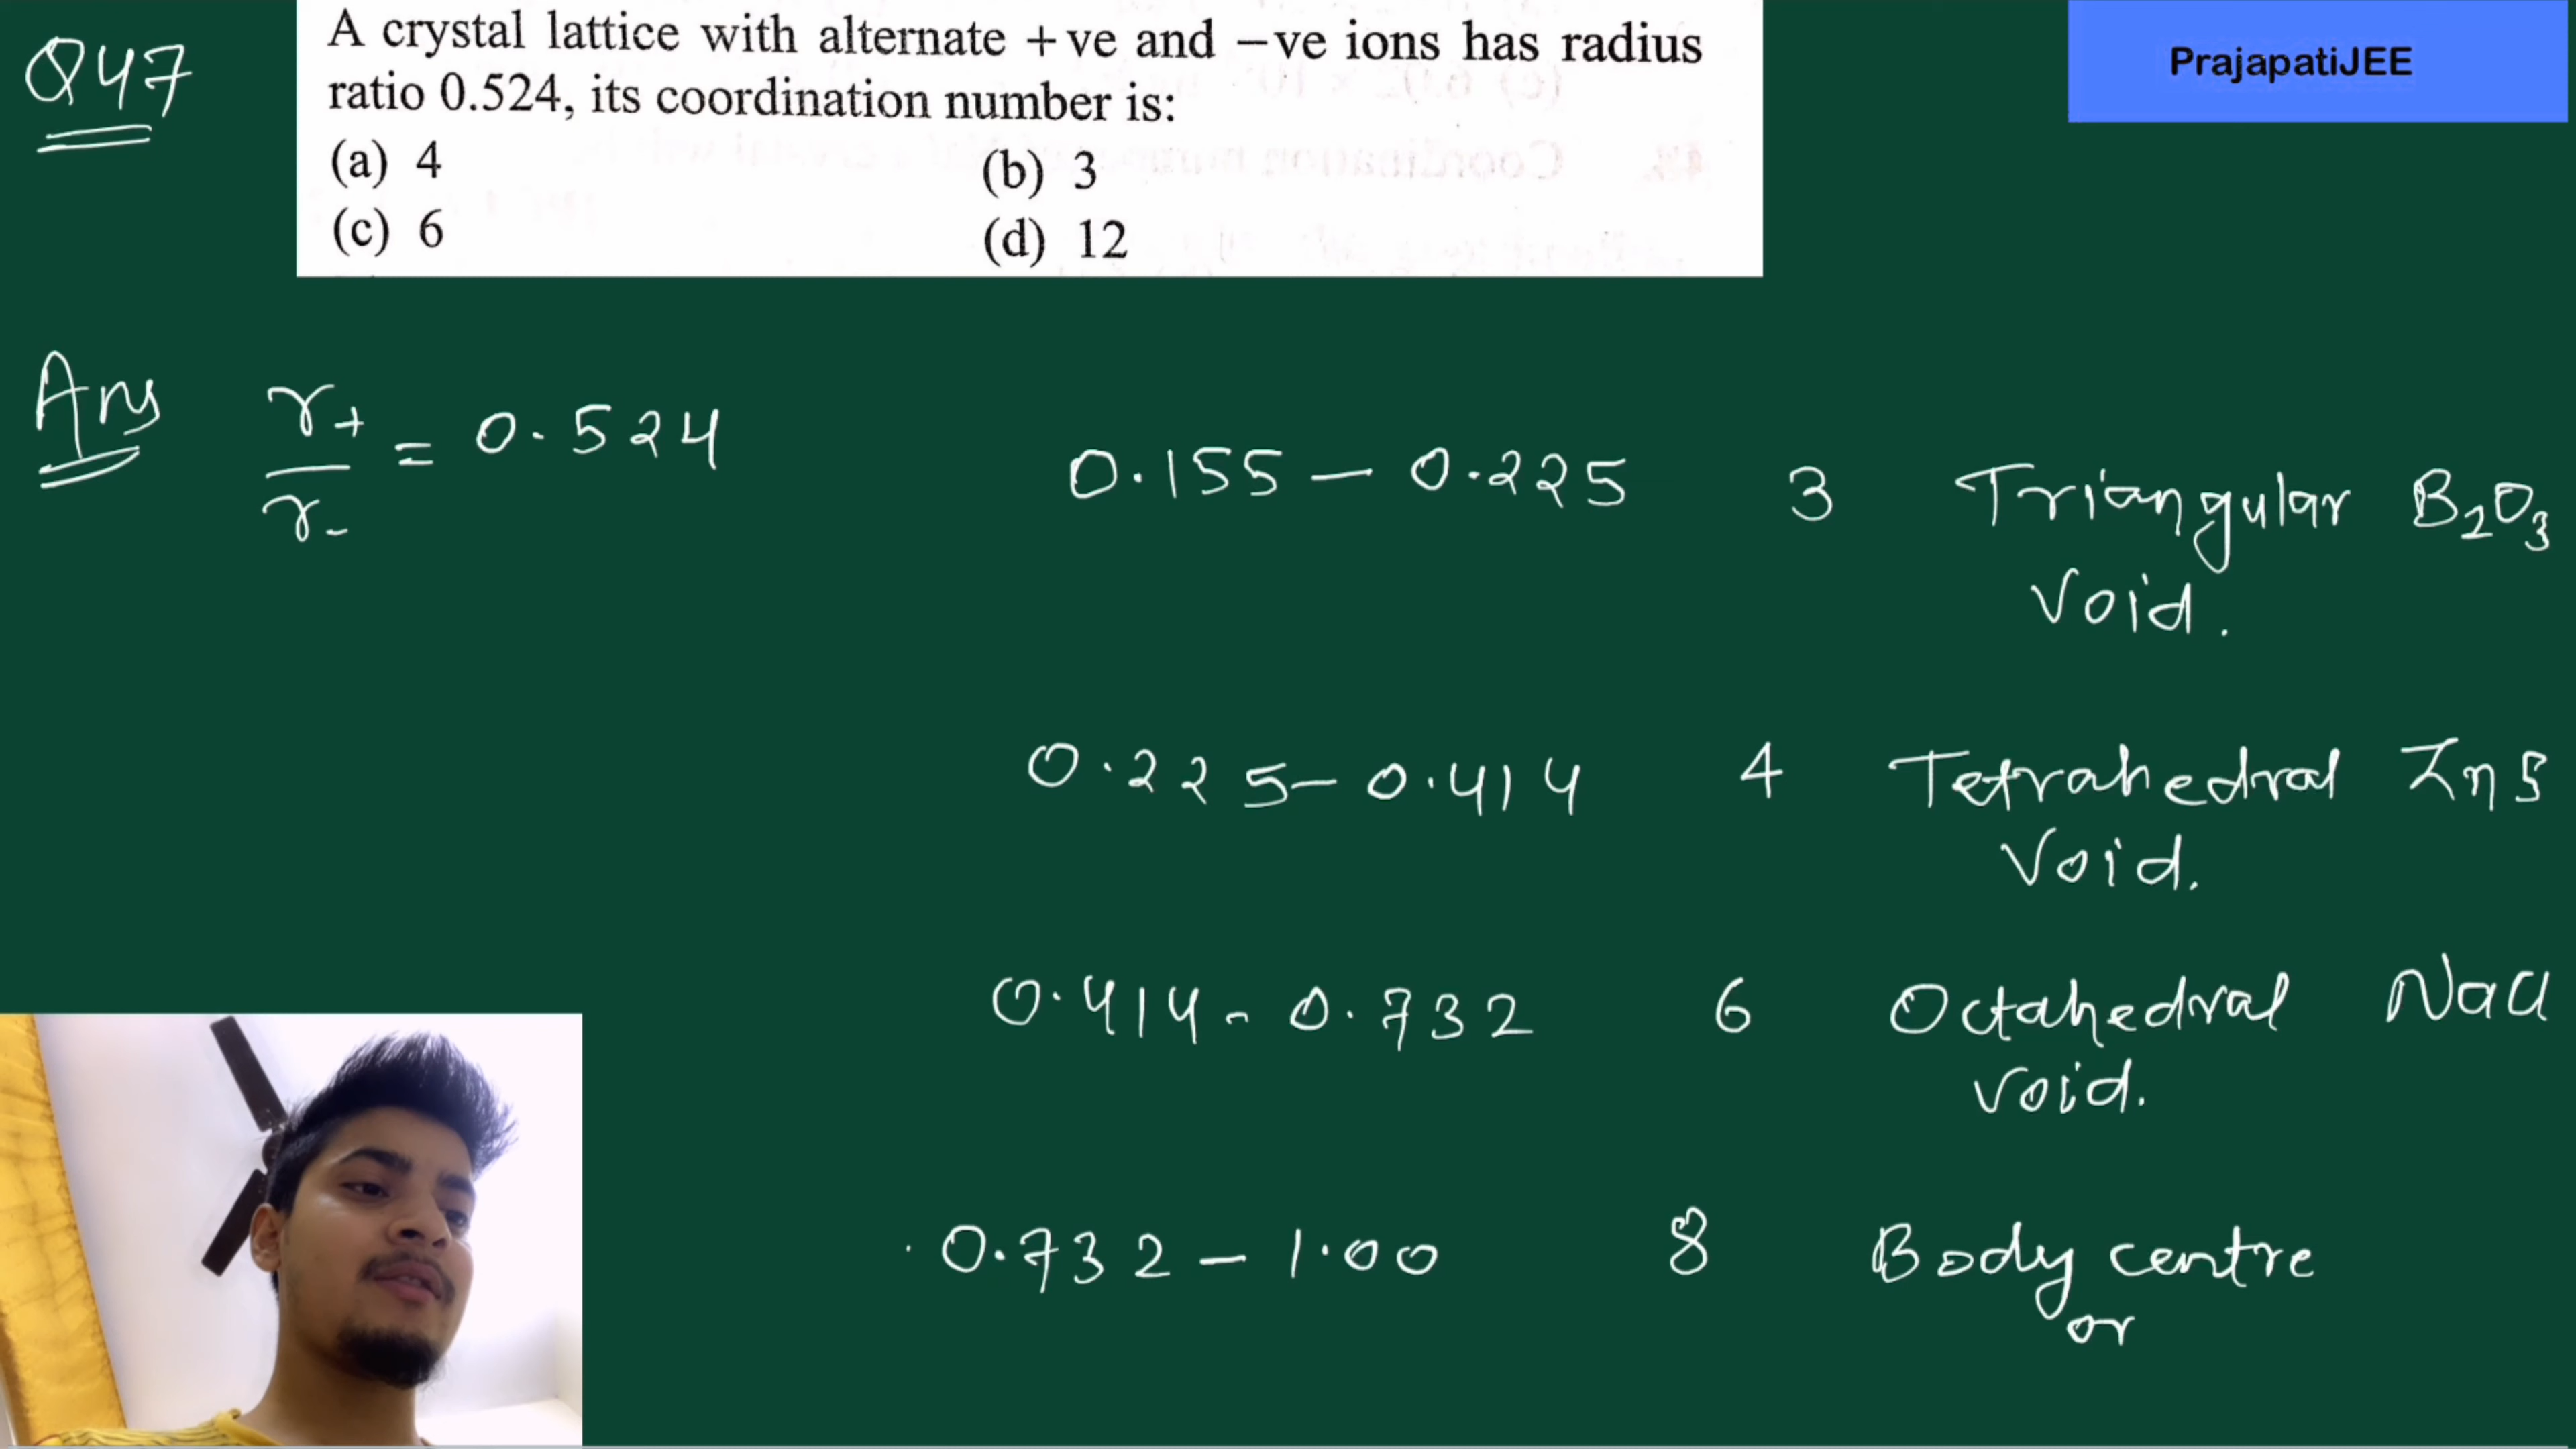 Q47
A crystal lattice with alternate +ve and −ve ions has radius
ratio 0.524, its coordination number is:
(a) 4 (b) 3
(c) 6 (d) 12
PrajapatiJEE
Ans r+/r- = 0.524
0.155 – 0.225 3 Triangular B₂O₃
Void.
0.225 – 0.414 4 Tetrahedral ZnS
Void.
0.414 - 0.732 6 Octahedral NaCl
Void.
0.732 – 1.00 8 Body centre
or